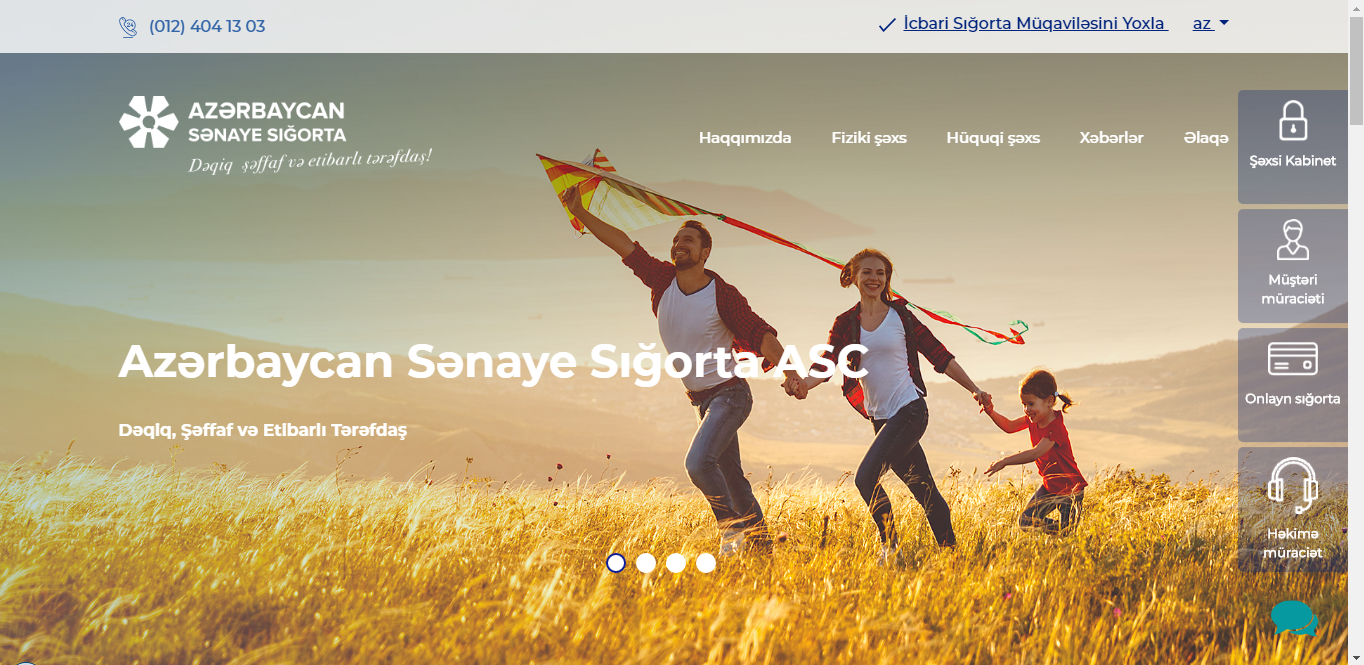 (012) 404 13 03
İcbari Sığorta Müqaviləsini Yoxla
az
AZƏRBAYCAN
SƏNAYE SIĞORTA
Dəqiq şəffaf və etibarlı tərəfdaş!
Haqqımızda
Fiziki şəxs
Hüquqi şəxs
Xəbərlər
Əlaqə
Şəxsi Kabinet
Müştəri
müraciəti
Onlayn sığorta
Həkimə
müraciət
Azərbaycan Sənaye Sığorta ASC
Dəqiq, Şəffaf və Etibarlı Tərəfdaş